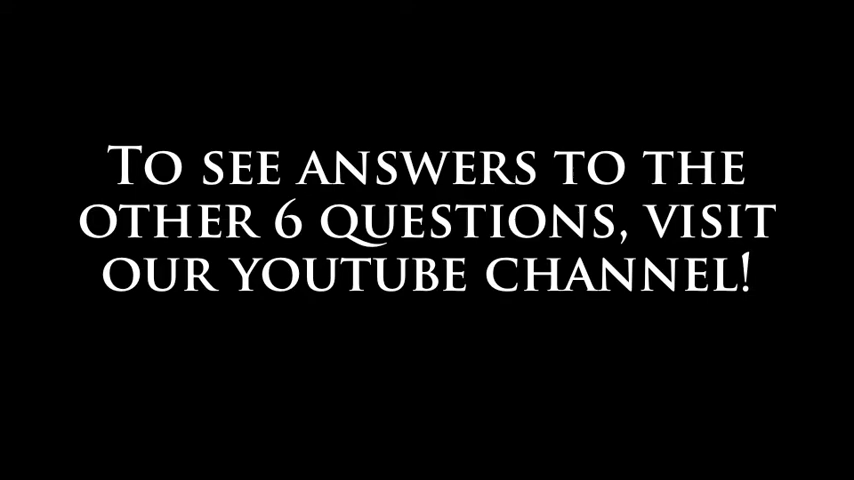 To see answers to the
other 6 questions, visit
our youtube channel!